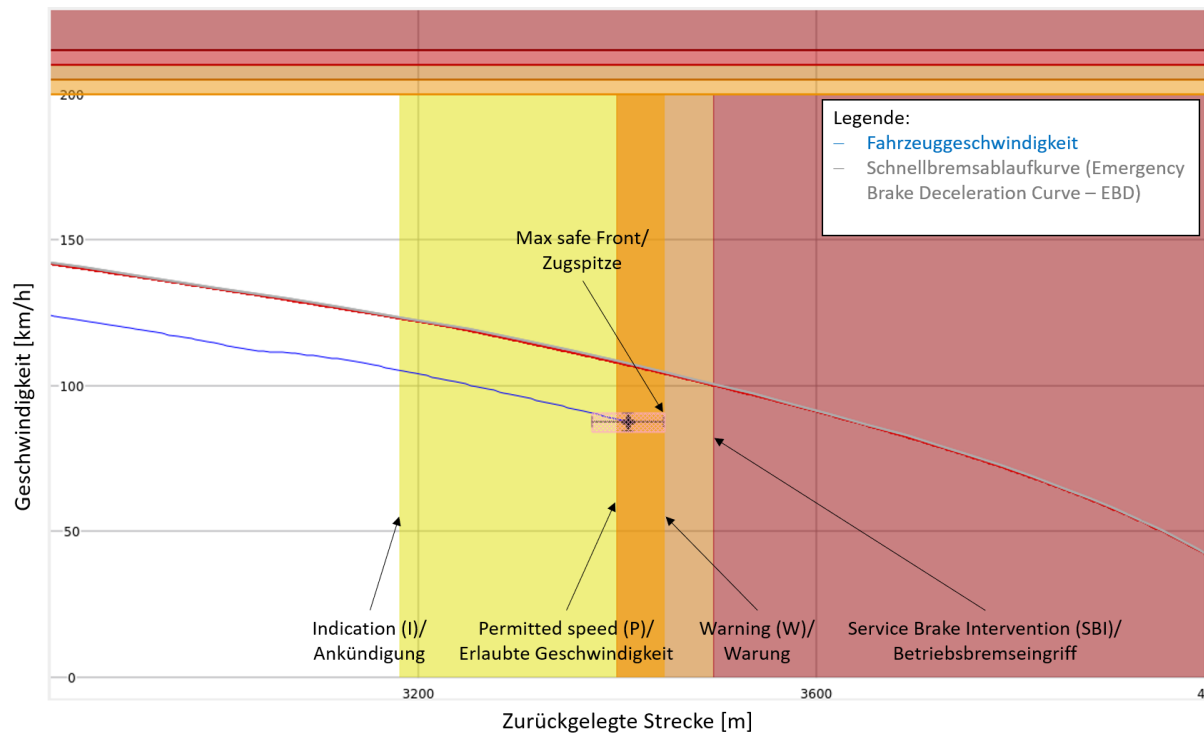 200
150
100
50
0
Geschwindigkeit [km/h]
Legende:
– Fahrzeuggeschwindigkeit
– Schnellbremsablaufkurve (Emergency
Brake Deceleration Curve – EBD)
Max safe Front/
Zugspitze
Indication (I)/
Ankündigung
Permitted speed (P)/
Erlaubte Geschwindigkeit
Warning (W)/
Warung
Service Brake Intervention (SBI)/
Betriebsbremseingriff
3200
3600
4
Zurückgelegte Strecke [m]